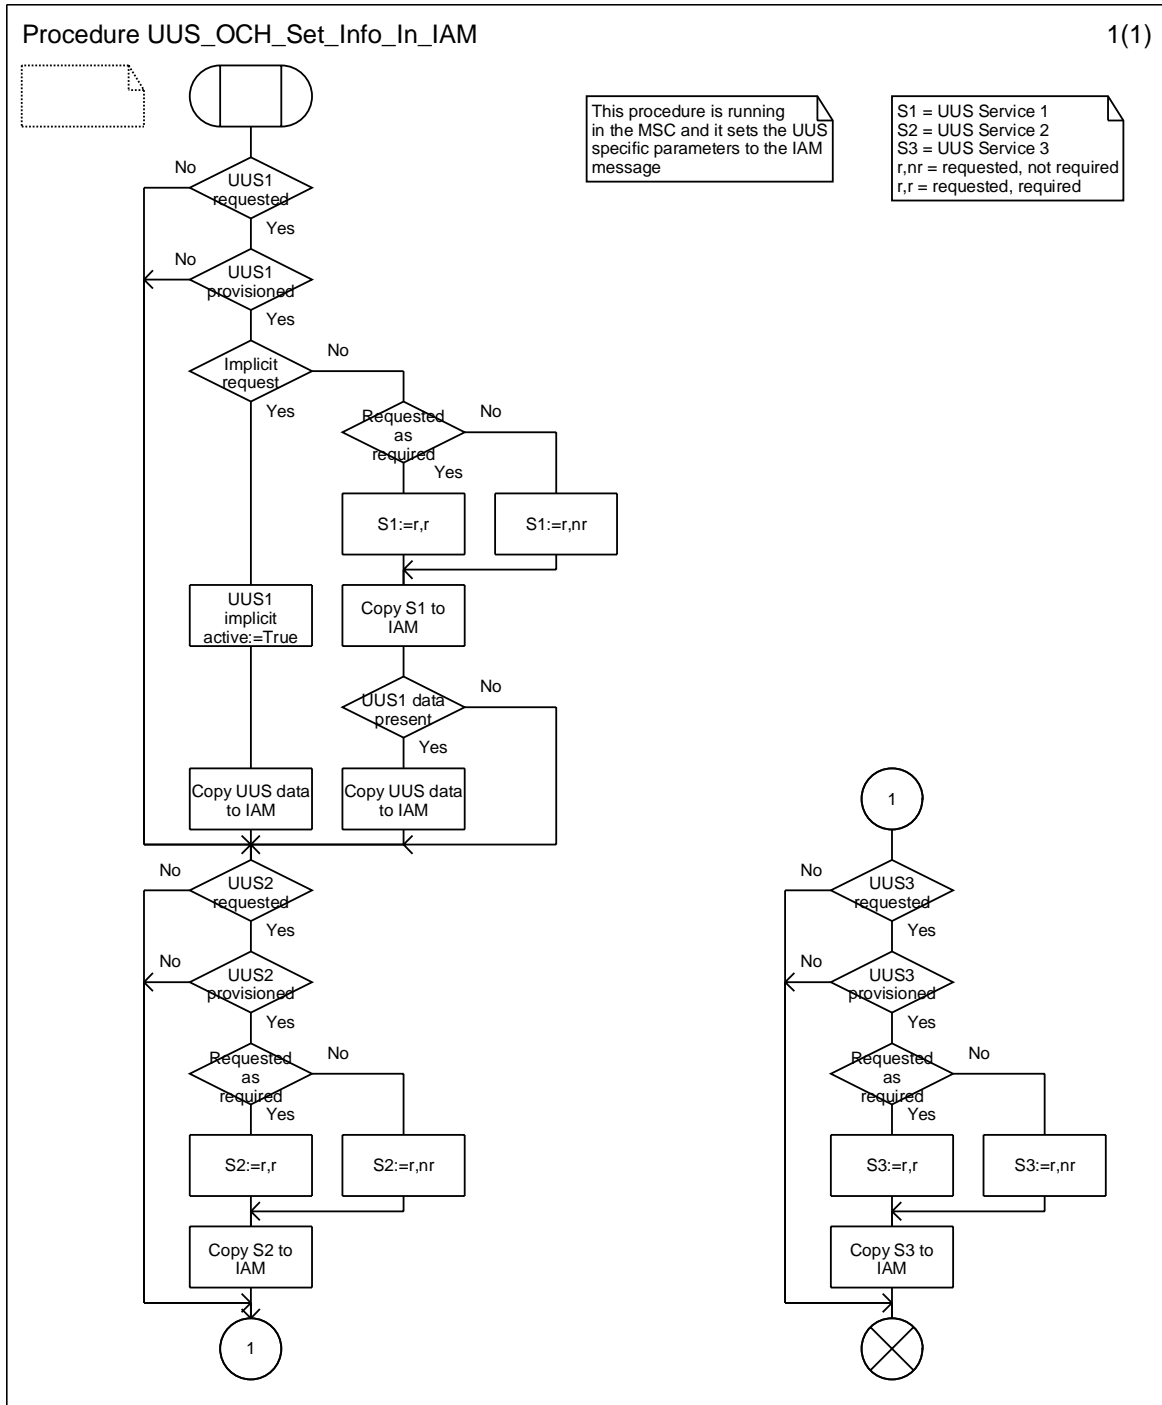 Procedure UUS_OCH_Set_Info_In_IAM
1(1)
This procedure is running
in the MSC and it sets the UUS
specific parameters to the IAM
message
S1 = UUS Service 1
S2 = UUS Service 2
S3 = UUS Service 3
r,nr = requested, not required
r,r = requested, required
No
UUS1
requested
Yes
No
UUS1
provisioned
Yes
Implicit
request
No
Yes
Requested
as
required
No
Yes
S1:=r,r
S1:=r,nr
UUS1
implicit
active:=True
Copy S1 to
IAM
UUS1 data
present
No
Yes
Copy UUS data
to IAM
Copy UUS data
to IAM
No
UUS2
requested
Yes
No
UUS2
provisioned
Yes
Requested
as
required
No
Yes
S2:=r,r
S2:=r,nr
Copy S2 to
IAM
1
1
No
UUS3
requested
Yes
No
UUS3
provisioned
Yes
Requested
as
required
No
Yes
S3:=r,r
S3:=r,nr
Copy S3 to
IAM